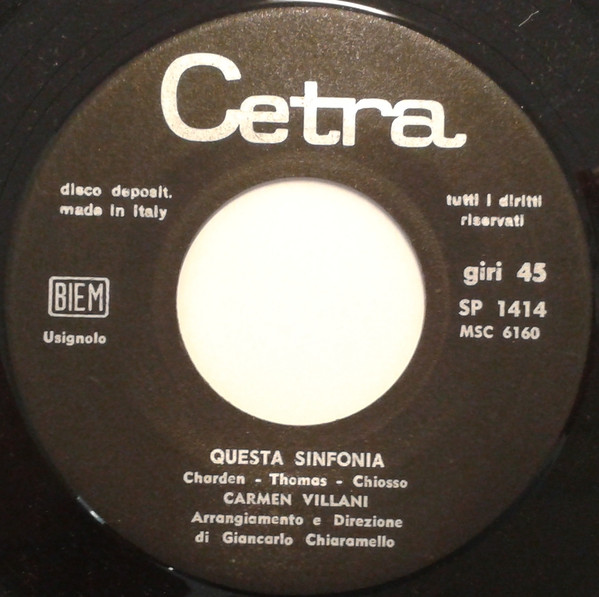 Cetra
disco deposit.
made in italy
tutti i diritti
riservati
giri 45
SP 1414
MSC 6160
BIEM
Usignolo
QUESTA SINFONIA
Charden - Thomas - Chiosso
CARMEN VILLANI
Arrangiamento e Direzione
di Giancarlo Chiaramello